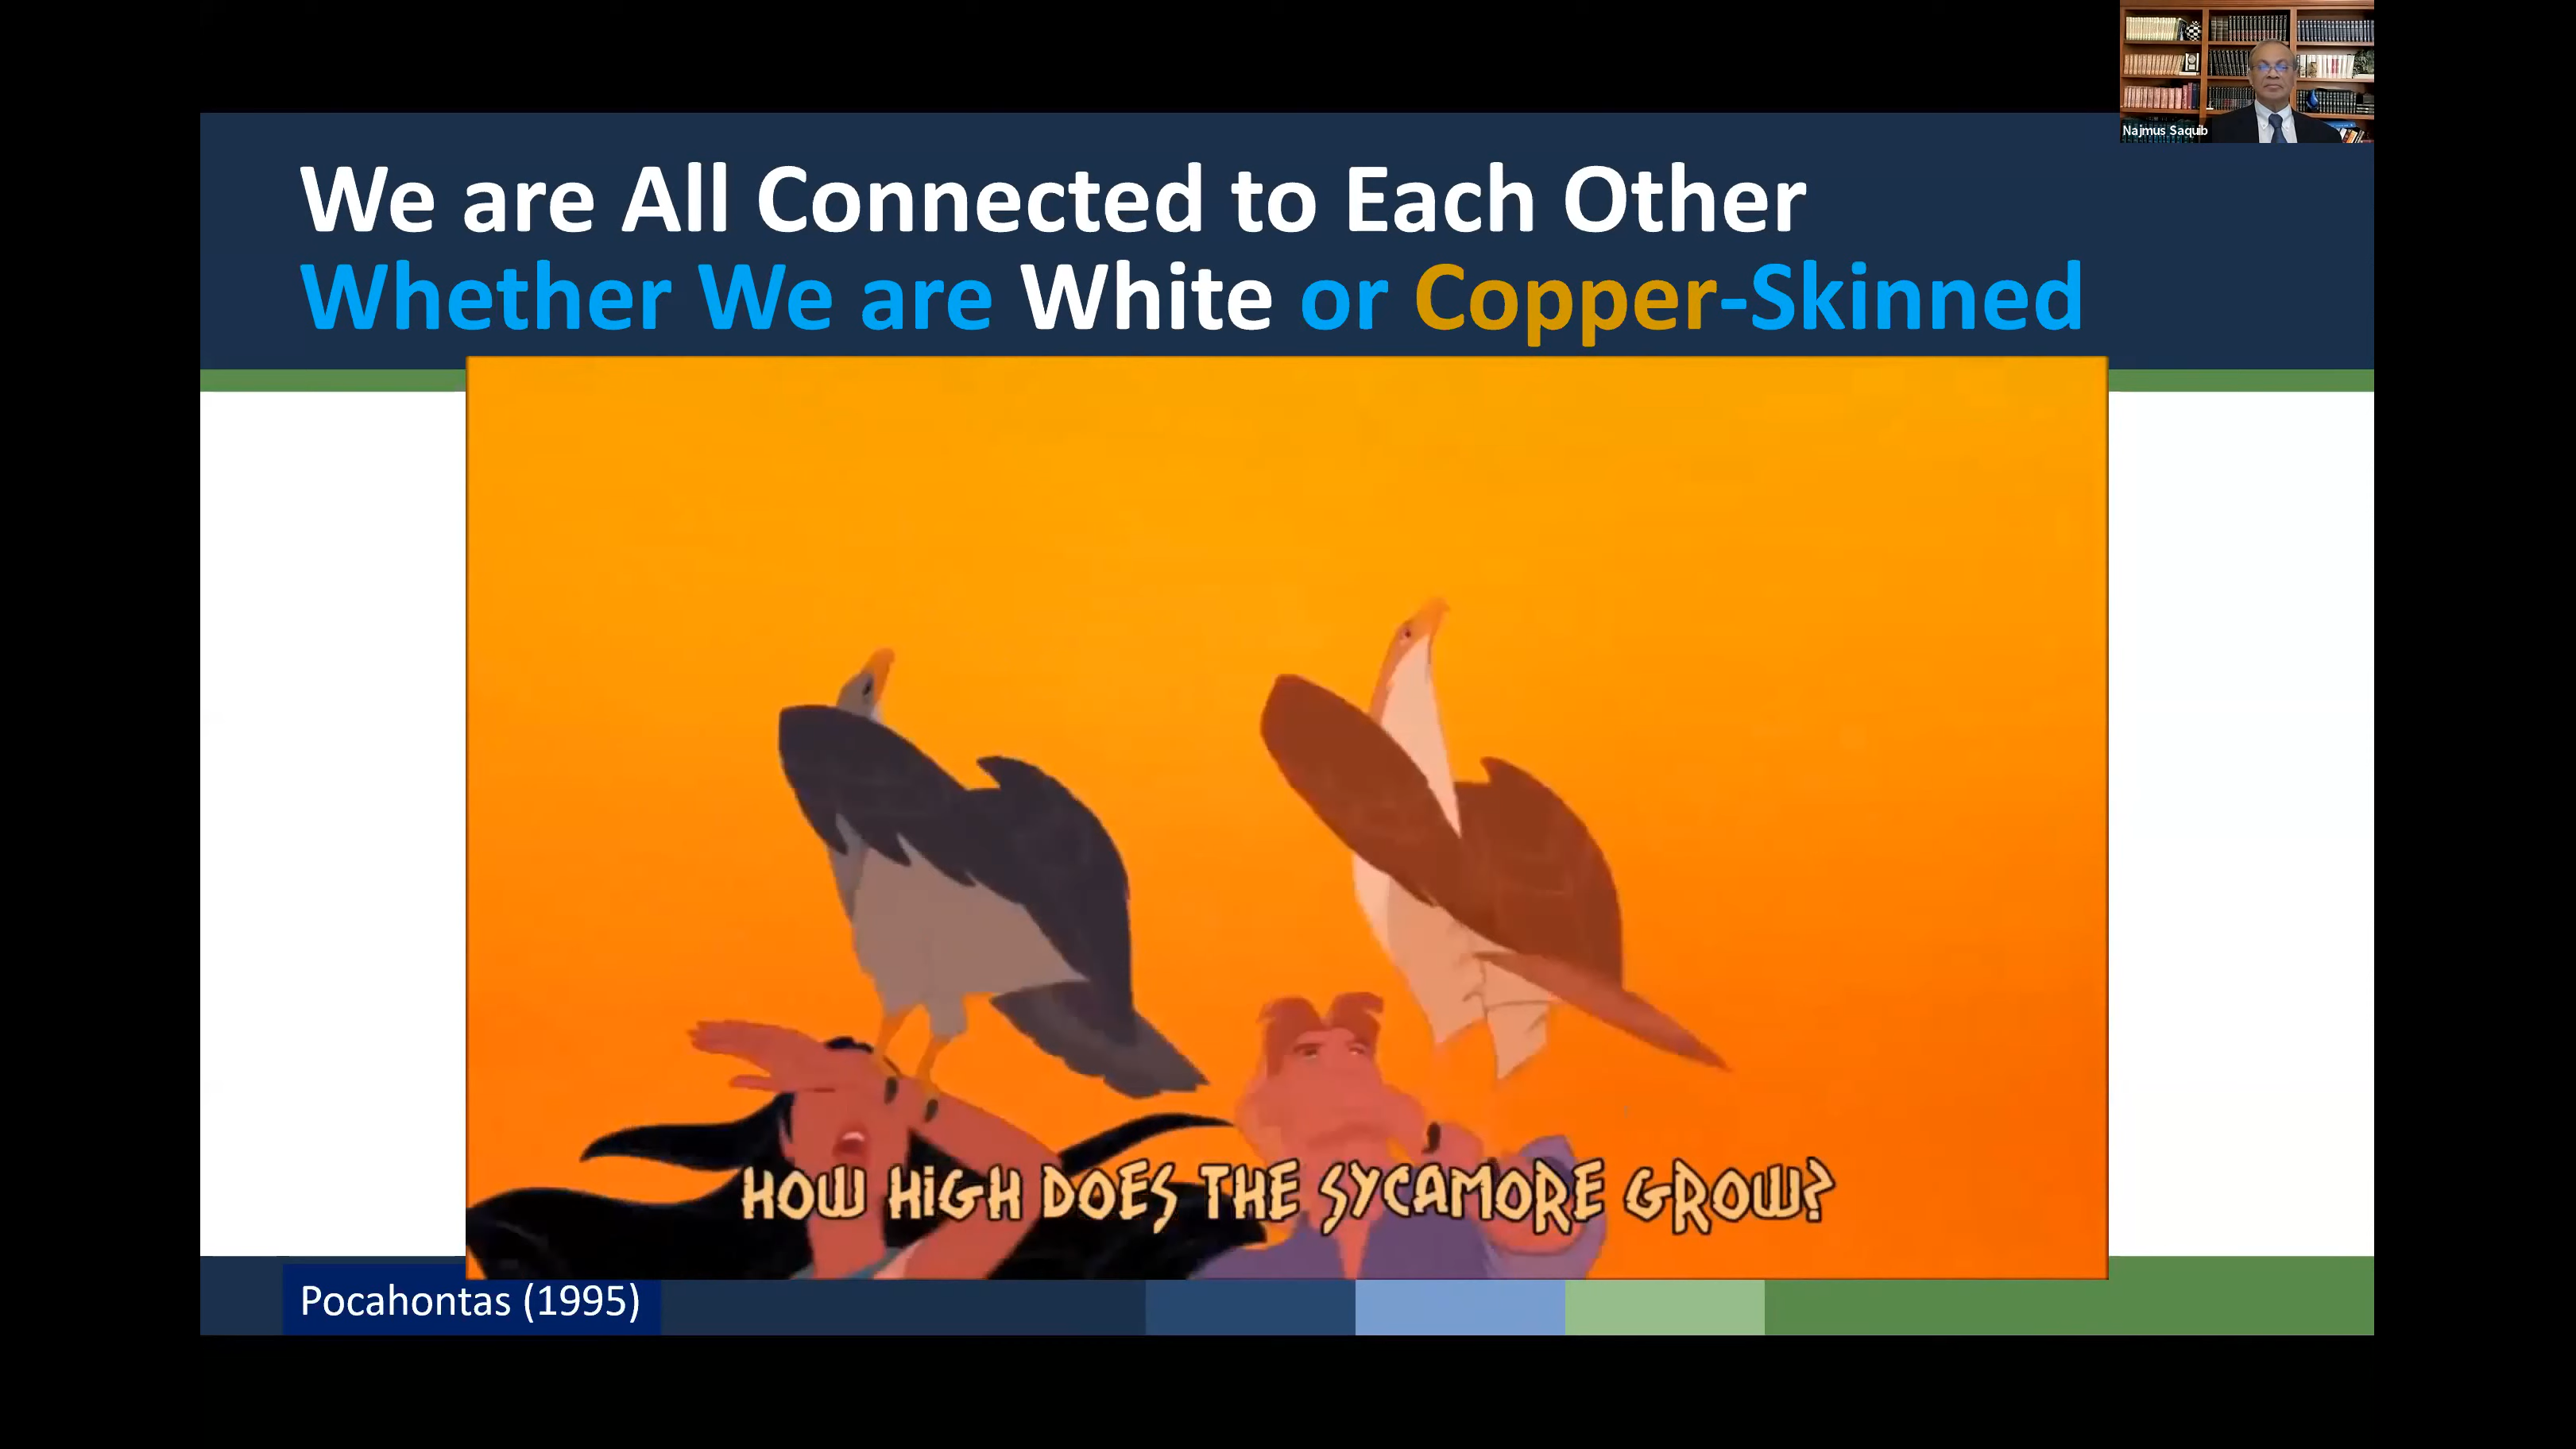 Najmus Saquib
We are All Connected to Each Other
Whether We are White or Copper-Skinned
HOW HiGH DOES THE SYCAMORE GROW?
Pocahontas (1995)